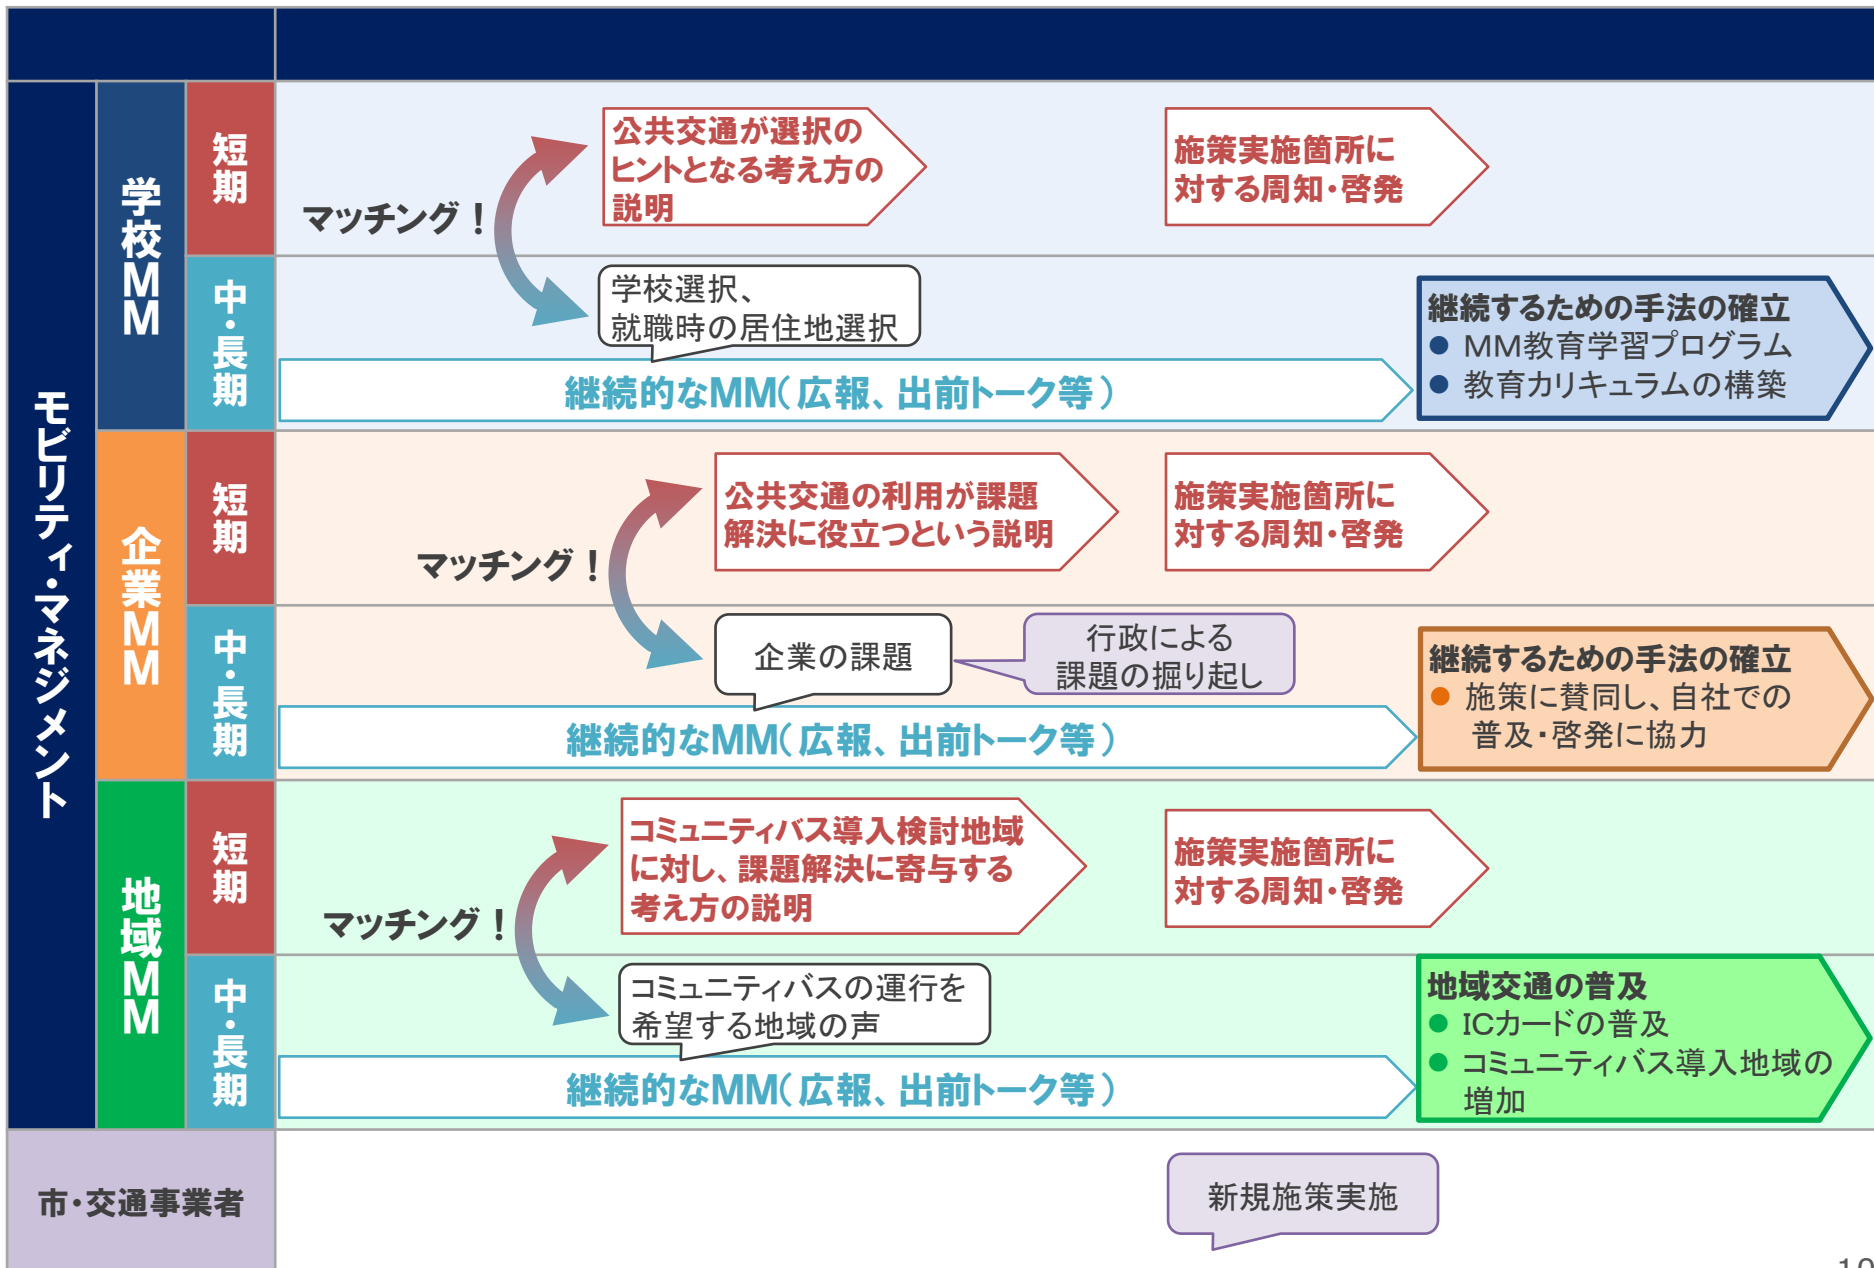 モビリティ・マネジメント
学校MM
短期
マッチング！
公共交通が選択の
ヒントとなる考え方の
説明
施策実施箇所に
対する周知・啓発
中・長期
学校選択、
就職時の居住地選択
継続的なMM（広報、出前トーク等）
継続するための手法の確立
● MM教育学習プログラム
● 教育カリキュラムの構築
企業MM
短期
マッチング！
公共交通の利用が課題
解決に役立つという説明
施策実施箇所に
対する周知・啓発
中・長期
企業の課題
行政による
課題の掘り起し
継続的なMM（広報、出前トーク等）
継続するための手法の確立
● 施策に賛同し、自社での
普及・啓発に協力
地域MM
短期
マッチング！
コミュニティバス導入検討地域
に対し、課題解決に寄与する
考え方の説明
施策実施箇所に
対する周知・啓発
中・長期
コミュニティバスの運行を
希望する地域の声
継続的なMM（広報、出前トーク等）
地域交通の普及
● ICカードの普及
● コミュニティバス導入地域の
増加
市・交通事業者
新規施策実施